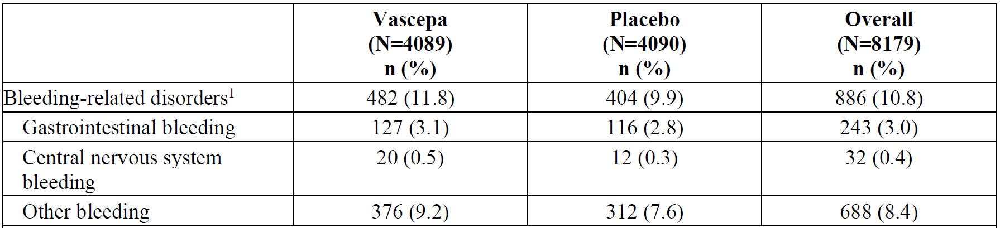 Vascepa Placebo Overall
(N=4089) (N=4090) (N=8179)
n (%) n (%) n (%)
Bleeding-related disorders¹ 482 (11.8) 404 (9.9) 886 (10.8)
Gastrointestinal bleeding 127 (3.1) 116 (2.8) 243 (3.0)
Central nervous system 20 (0.5) 12 (0.3) 32 (0.4)
bleeding
Other bleeding 376 (9.2) 312 (7.6) 688 (8.4)